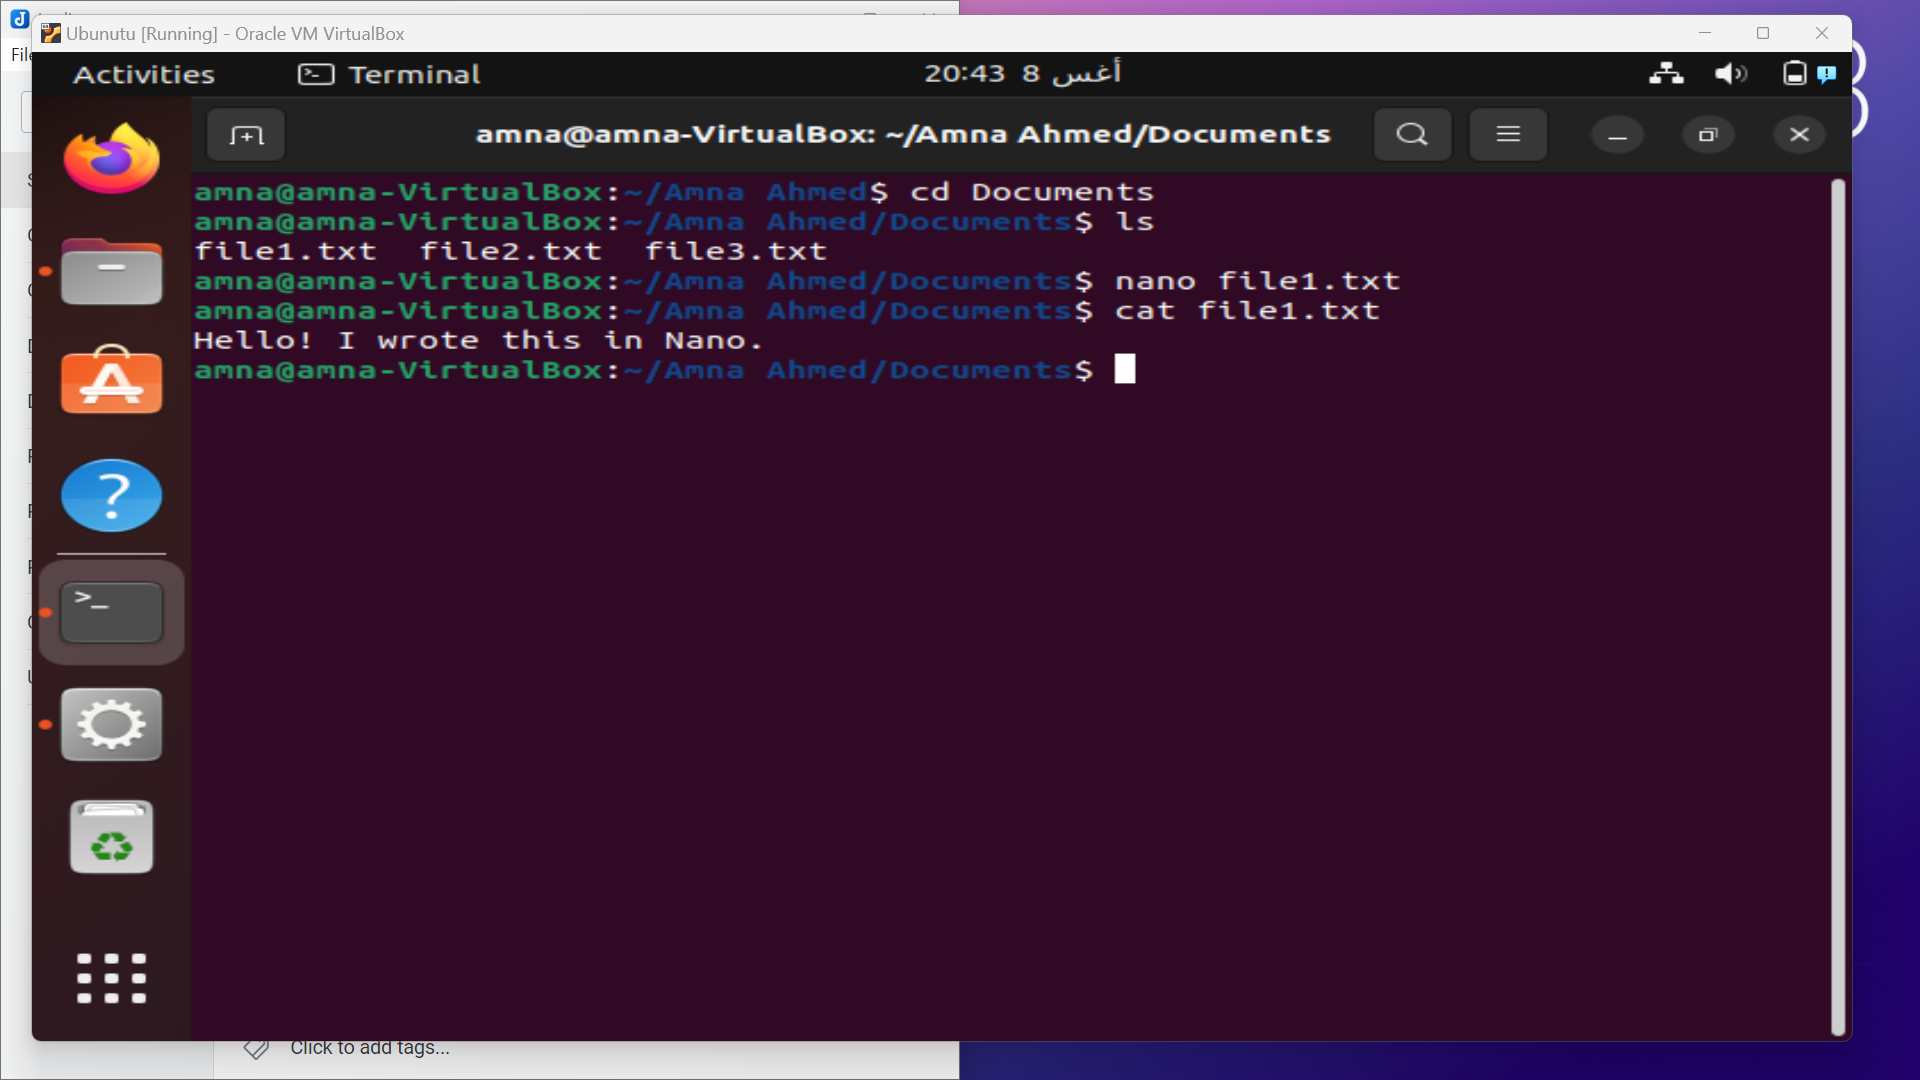 File
Ubunutu [Running] - Oracle VM VirtualBox
Activities
Terminal
أغس 8 20:43
amna@amna-VirtualBox: ~/Amna Ahmed/Documents
amna@amna-VirtualBox:~/Amna Ahmed$ cd Documents
amna@amna-VirtualBox:~/Amna Ahmed/Documents$ ls
file1.txt file2.txt file3.txt
amna@amna-VirtualBox:~/Amna Ahmed/Documents$ nano file1.txt
amna@amna-VirtualBox:~/Amna Ahmed/Documents$ cat file1.txt
Hello! I wrote this in Nano.
amna@amna-VirtualBox:~/Amna Ahmed/Documents$
Click to add tags...